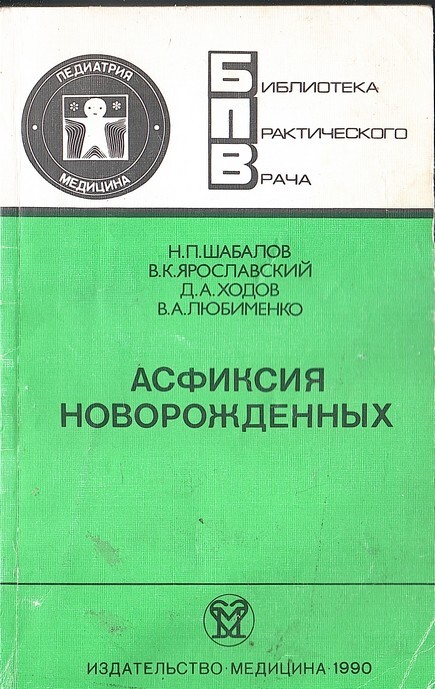 ПЕДИАТРИЯ
МЕДИЦИНА
БИБЛИОТЕКА
ПРАКТИЧЕСКОГО
ВРАЧА
Н.П.ШАБАЛОВ
В.К.ЯРОСЛАВСКИЙ
Д.А.ХОДОВ
В.А.ЛЮБИМЕНКО
АСФИКСИЯ
НОВОРОЖДЕННЫХ
ИЗДАТЕЛЬСТВО·МЕДИЦИНА·1990